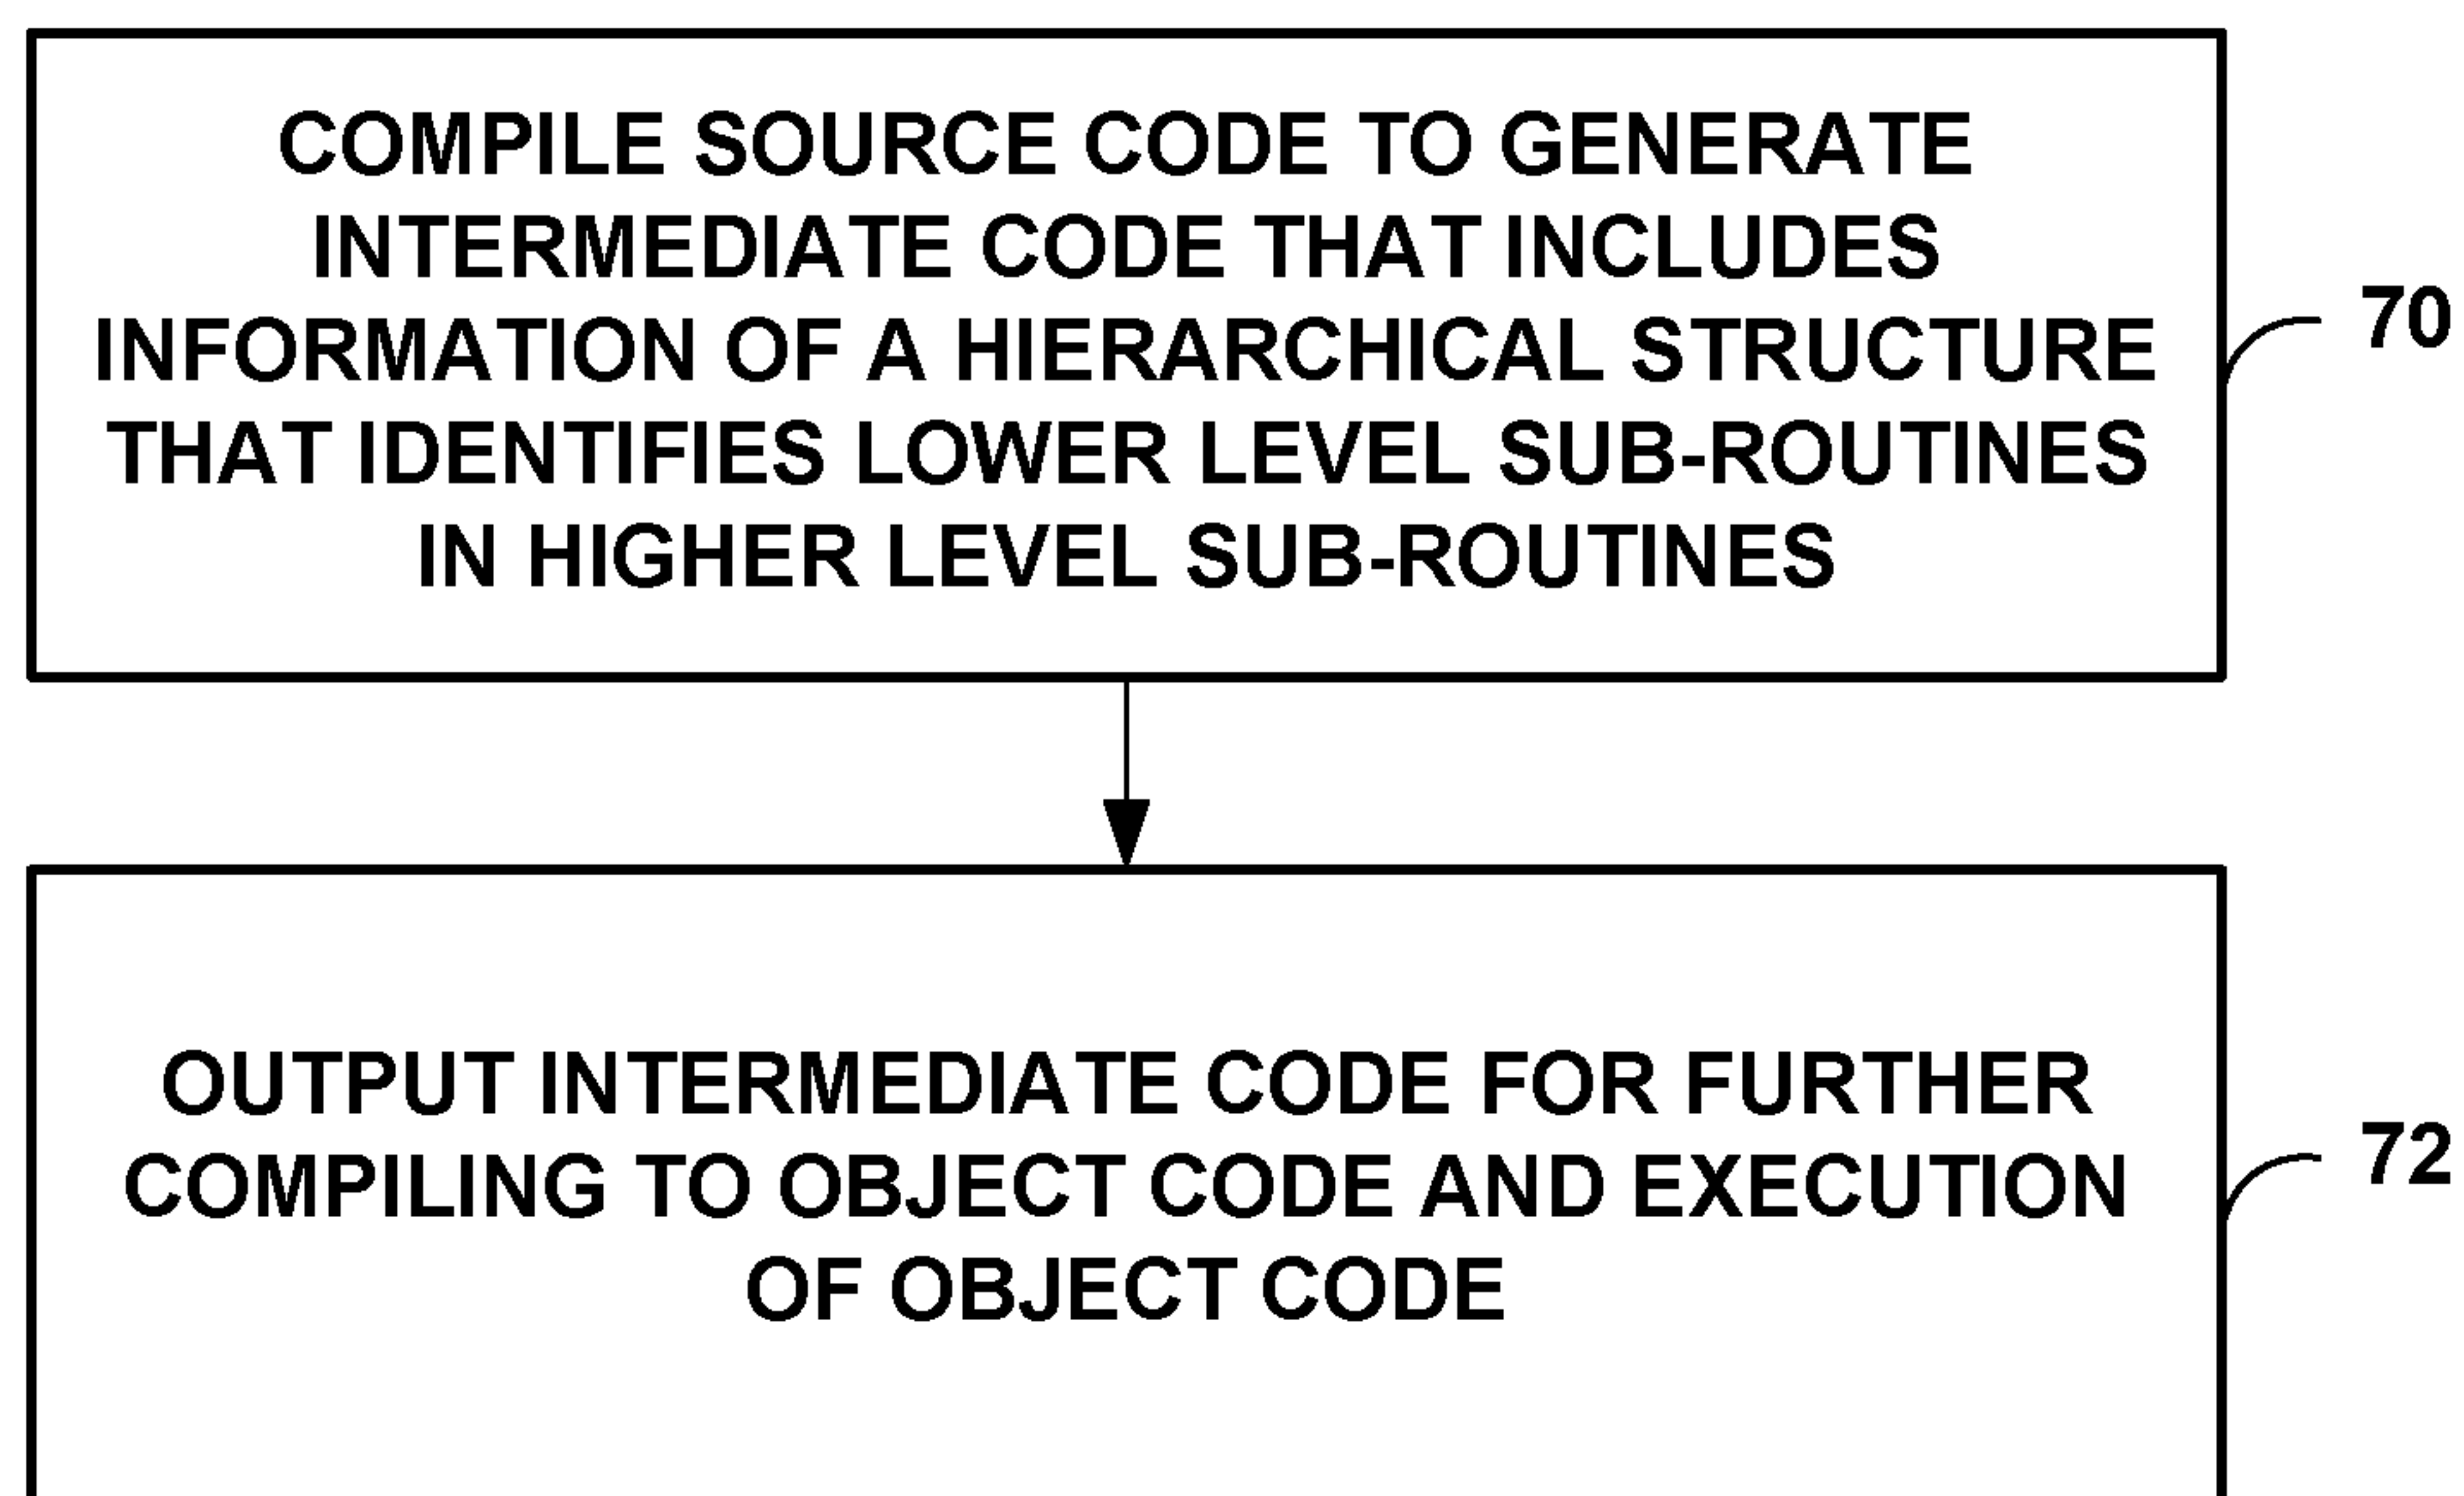 COMPILE SOURCE CODE TO GENERATE
INTERMEDIATE CODE THAT INCLUDES
INFORMATION OF A HIERARCHICAL STRUCTURE
THAT IDENTIFIES LOWER LEVEL SUB-ROUTINES
IN HIGHER LEVEL SUB-ROUTINES
70
OUTPUT INTERMEDIATE CODE FOR FURTHER
COMPILING TO OBJECT CODE AND EXECUTION
OF OBJECT CODE
72